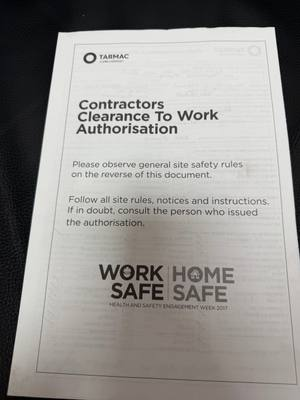 TARMAC
A CRH COMPANY
Contractors
Clearance To Work
Authorisation
Please observe general site safety rules
on the reverse of this document.
Follow all site rules, notices and instructions.
If in doubt, consult the person who issued
the authorisation.
WORK HOME
SAFE SAFE
HEALTH AND SAFETY ENGAGEMENT WEEK 2017